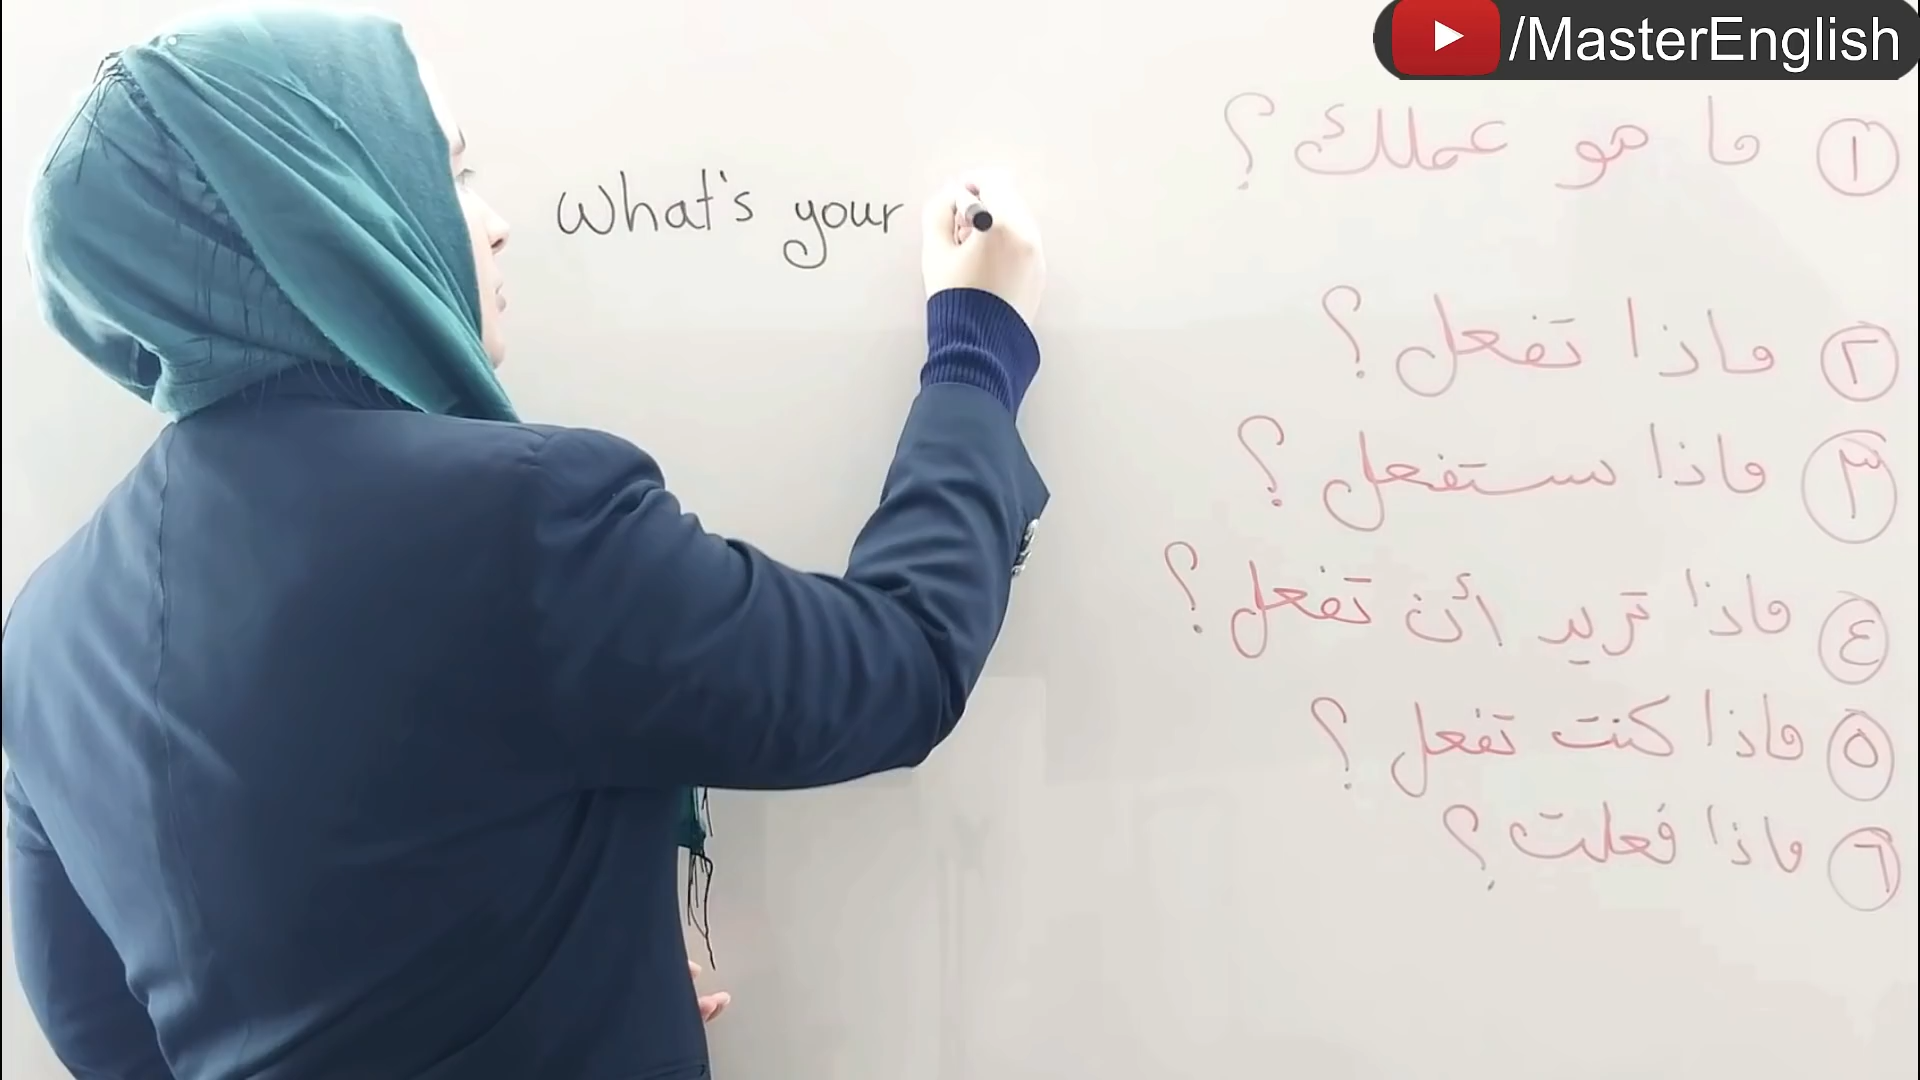 /MasterEnglish
What's your
١ ما هو عملك؟
٢ ماذا تفعل؟
٣ ماذا ستفعل؟
٤ ماذا تريد أن تفعل؟
٥ ماذا كنت تفعل؟
٦ ماذا فعلت؟